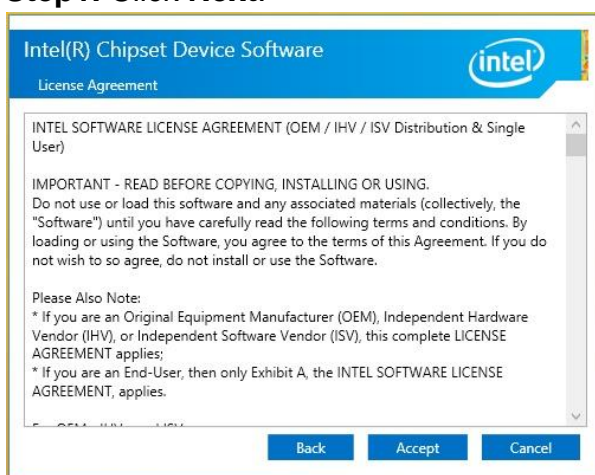 Click Next.
Intel(R) Chipset Device Software
intel
License Agreement
INTEL SOFTWARE LICENSE AGREEMENT (OEM / IHV / ISV Distribution & Single
User)
IMPORTANT - READ BEFORE COPYING, INSTALLING OR USING.
Do not use or load this software and any associated materials (collectively, the
"Software") until you have carefully read the following terms and conditions. By
loading or using the Software, you agree to the terms of this Agreement. If you do
not wish to so agree, do not install or use the Software.
Please Also Note:
* If you are an Original Equipment Manufacturer (OEM), Independent Hardware
Vendor (IHV), or Independent Software Vendor (ISV), this complete LICENSE
AGREEMENT applies;
* If you are an End-User, then only Exhibit A, the INTEL SOFTWARE LICENSE
AGREEMENT, applies.
Back Accept Cancel